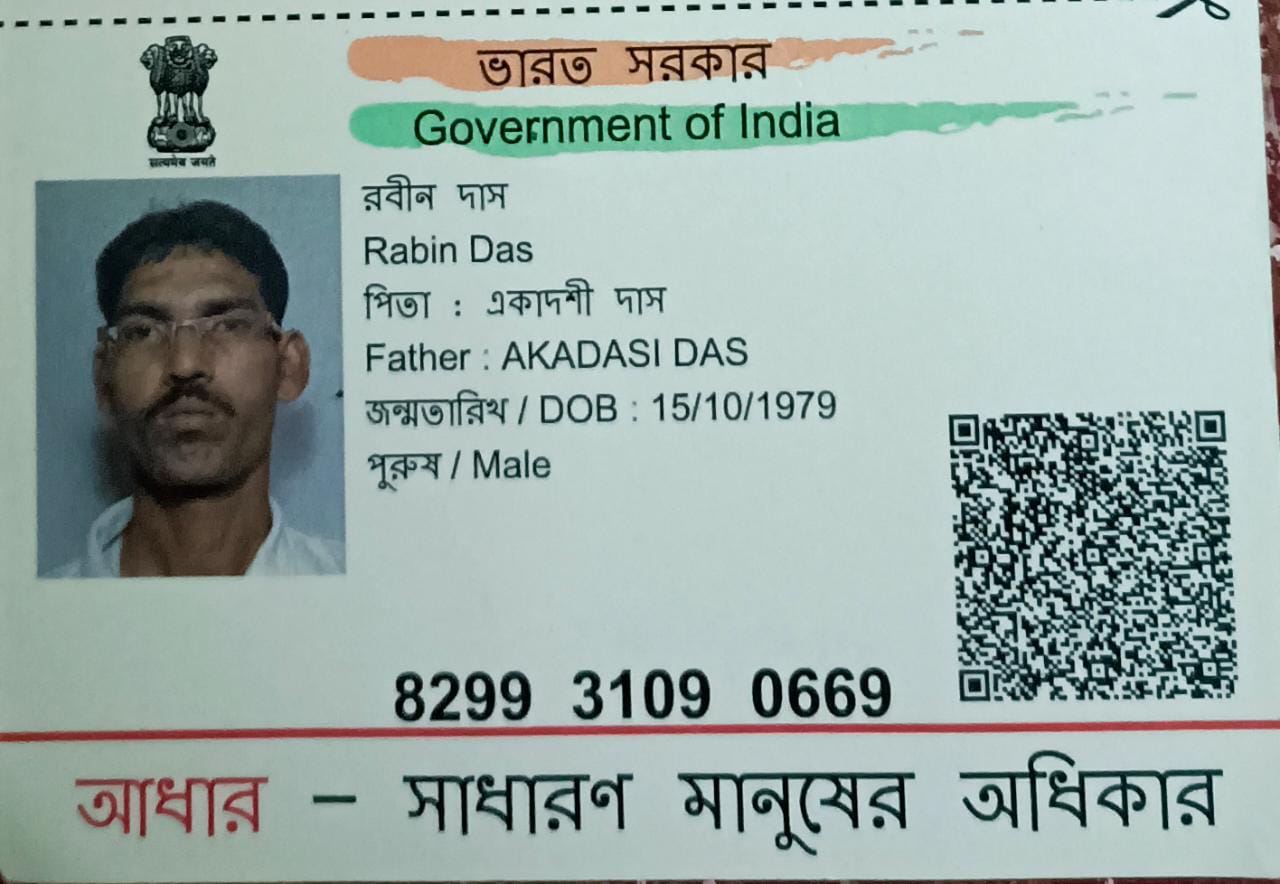 ভারত সরকার
Government of India
सत्यमेव जयते
রবীন দাস
Rabin Das
পিতা : একাদশী দাস
Father : AKADASI DAS
জন্মতারিখ / DOB : 15/10/1979
পুরুষ / Male
8299 3109 0669
আধার – সাধারণ মানুষের অধিকার